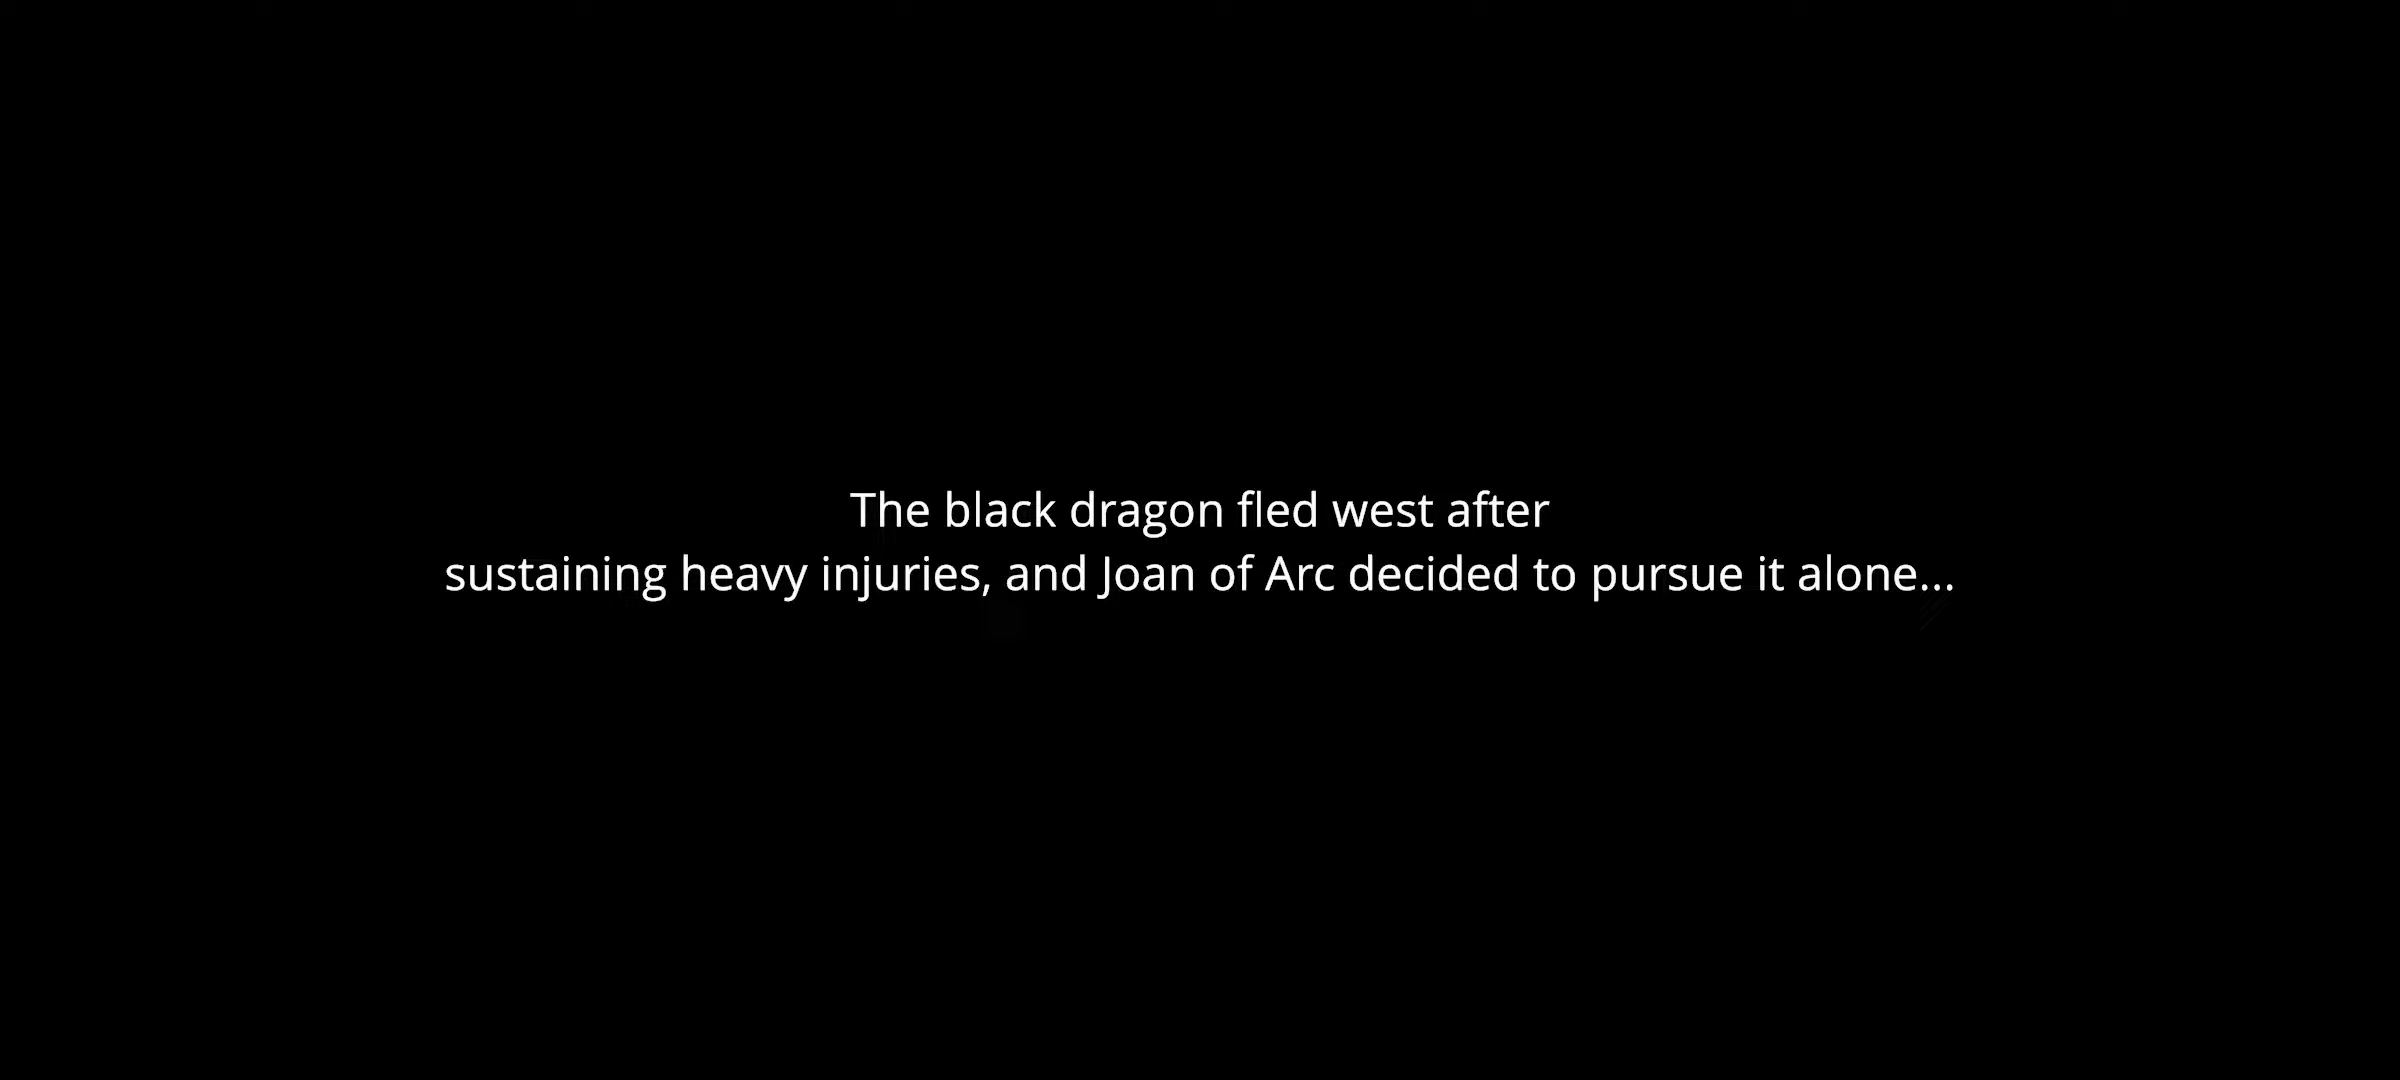 The black dragon fled west after
sustaining heavy injuries, and Joan of Arc decided to pursue it alone...